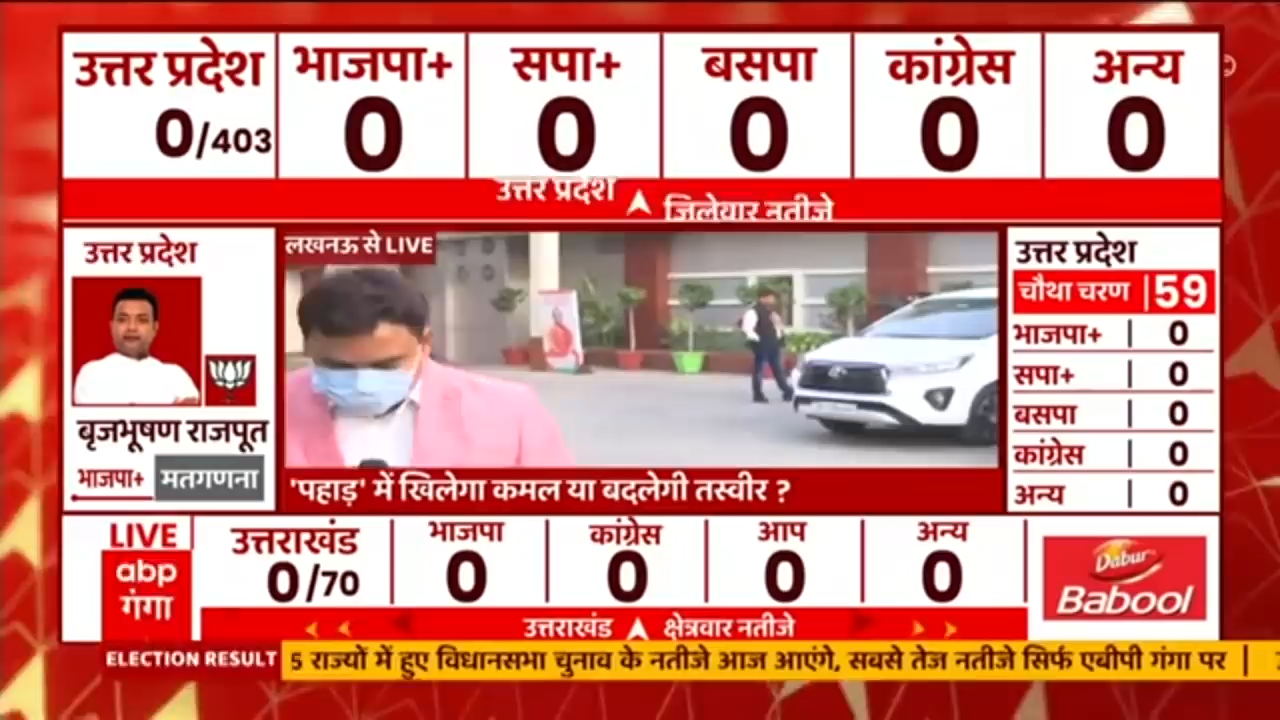 उत्तर प्रदेश
0/403
भाजपा+
0
सपा+
0
बसपा
0
कांग्रेस
0
अन्य
0
उत्तर प्रदेश
जिलेवार नतीजे
उत्तर प्रदेश
बृजभूषण राजपूत
भाजपा+ मतगणना
लखनऊ से LIVE
'पहाड़' में खिलेगा कमल या बदलेगी तस्वीर ?
उत्तर प्रदेश
चौथा चरण | 59
भाजपा+ | 0
सपा+ | 0
बसपा | 0
कांग्रेस | 0
अन्य | 0
LIVE
abp
गंगा
उत्तराखंड
0/70
भाजपा
0
कांग्रेस
0
आप
0
अन्य
0
उत्तराखंड क्षेत्रवार नतीजे
Dabur
Babool
ELECTION RESULT
5 राज्यों में हुए विधानसभा चुनाव के नतीजे आज आएंगे, सबसे तेज नतीजे सिर्फ एबीपी गंगा पर |